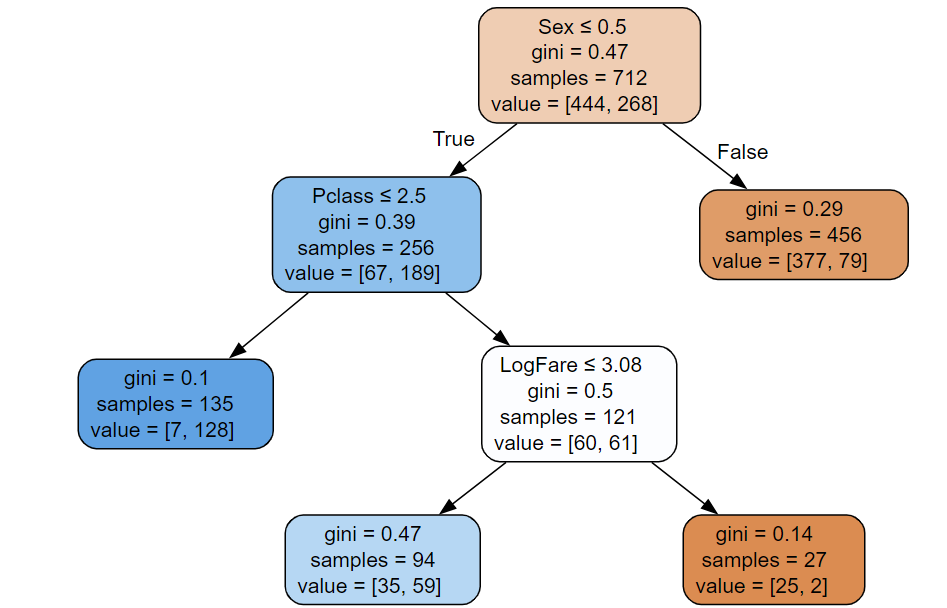 Sex ≤ 0.5
gini = 0.47
samples = 712
value = [444, 268]
True
False
Pclass ≤ 2.5
gini = 0.39
samples = 256
value = [67, 189]
gini = 0.29
samples = 456
value = [377, 79]
gini = 0.1
samples = 135
value = [7, 128]
LogFare ≤ 3.08
gini = 0.5
samples = 121
value = [60, 61]
gini = 0.47
samples = 94
value = [35, 59]
gini = 0.14
samples = 27
value = [25, 2]